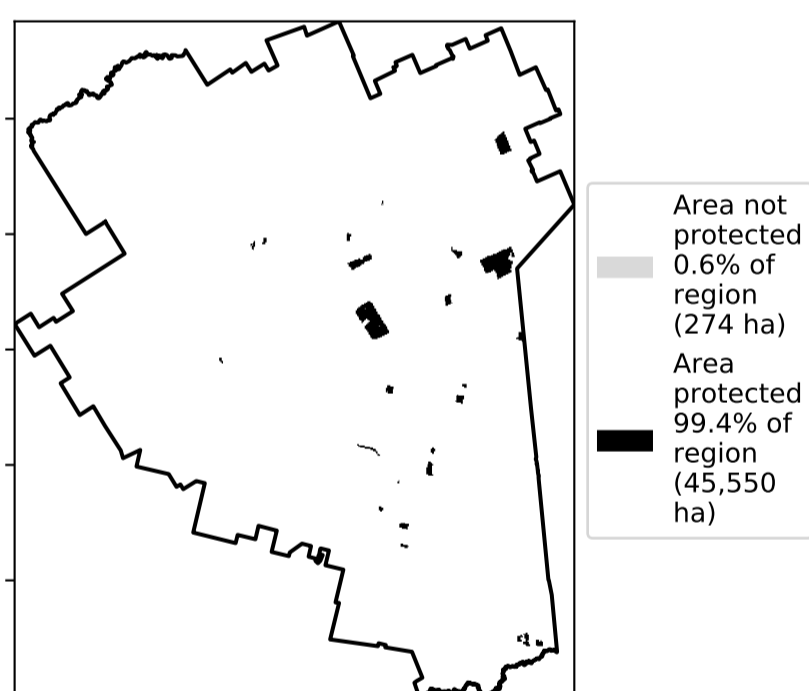 Area not
protected
0.6% of
region
(274 ha)
Area
protected
99.4% of
region
(45,550
ha)